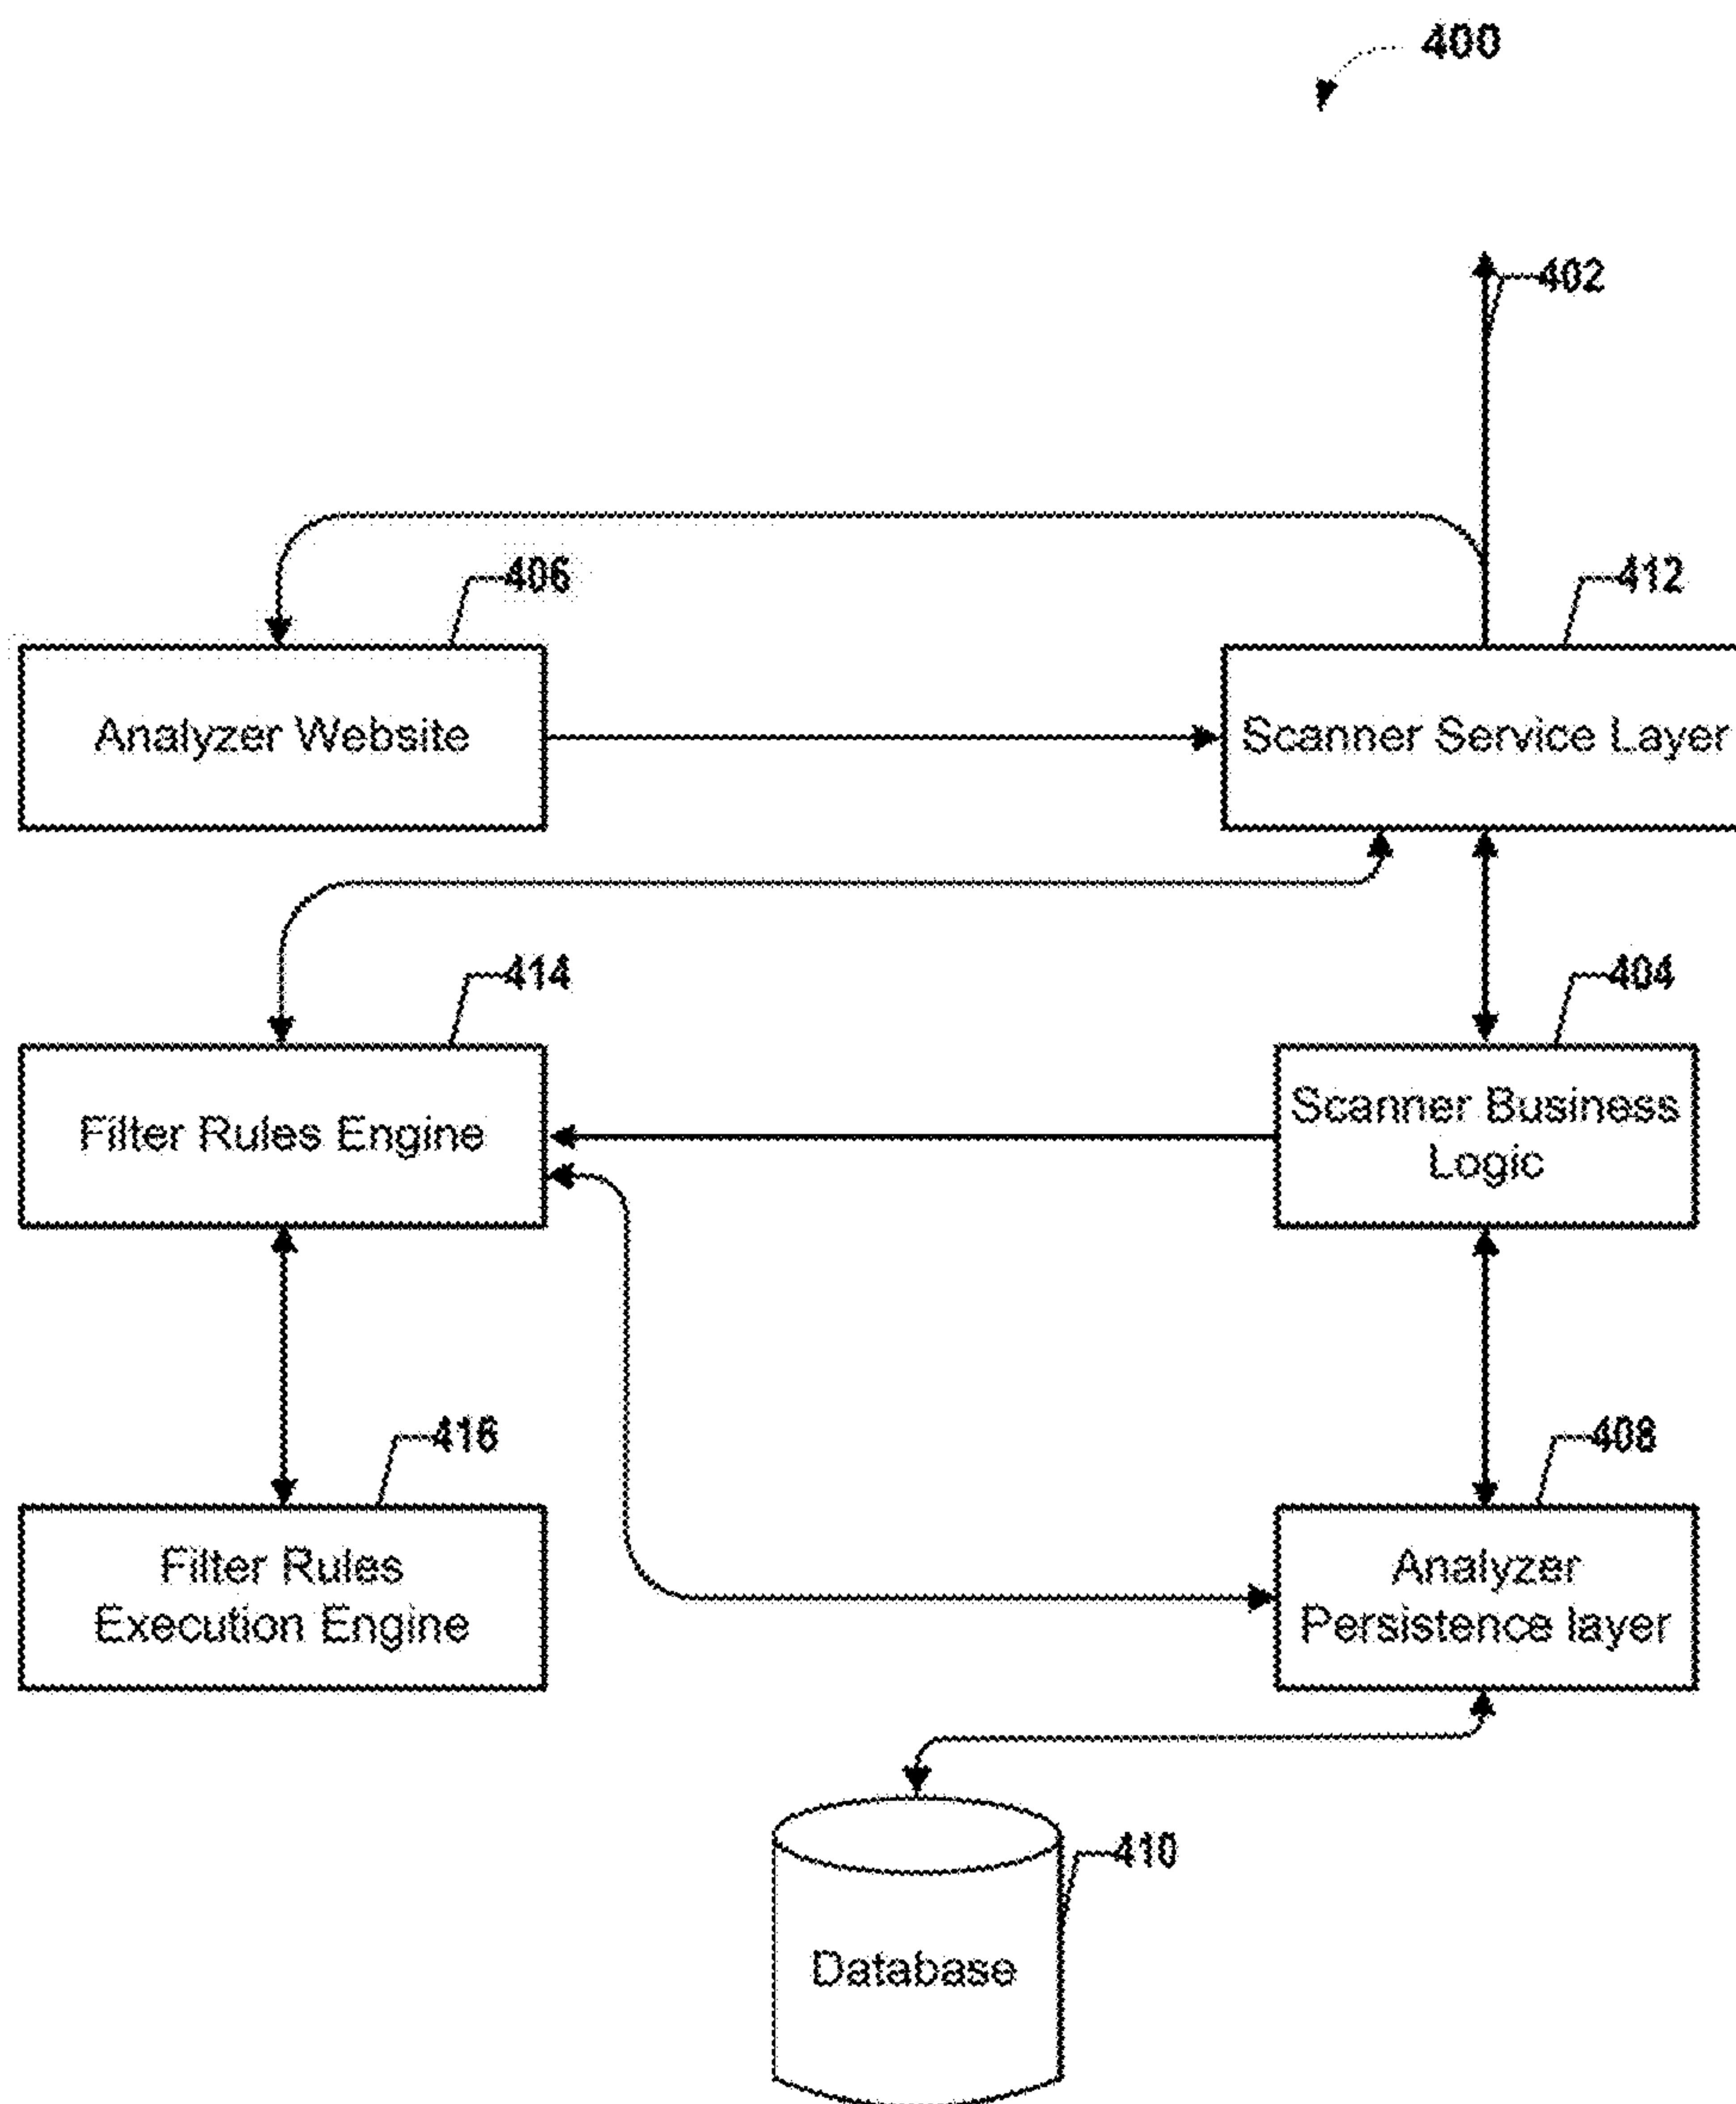 400
402
406
412
Analyzer Website
Scanner Service Layer
414
404
Filter Rules Engine
Scanner Business
Logic
416
408
Filter Rules
Execution Engine
Analyzer
Persistence layer
410
Database